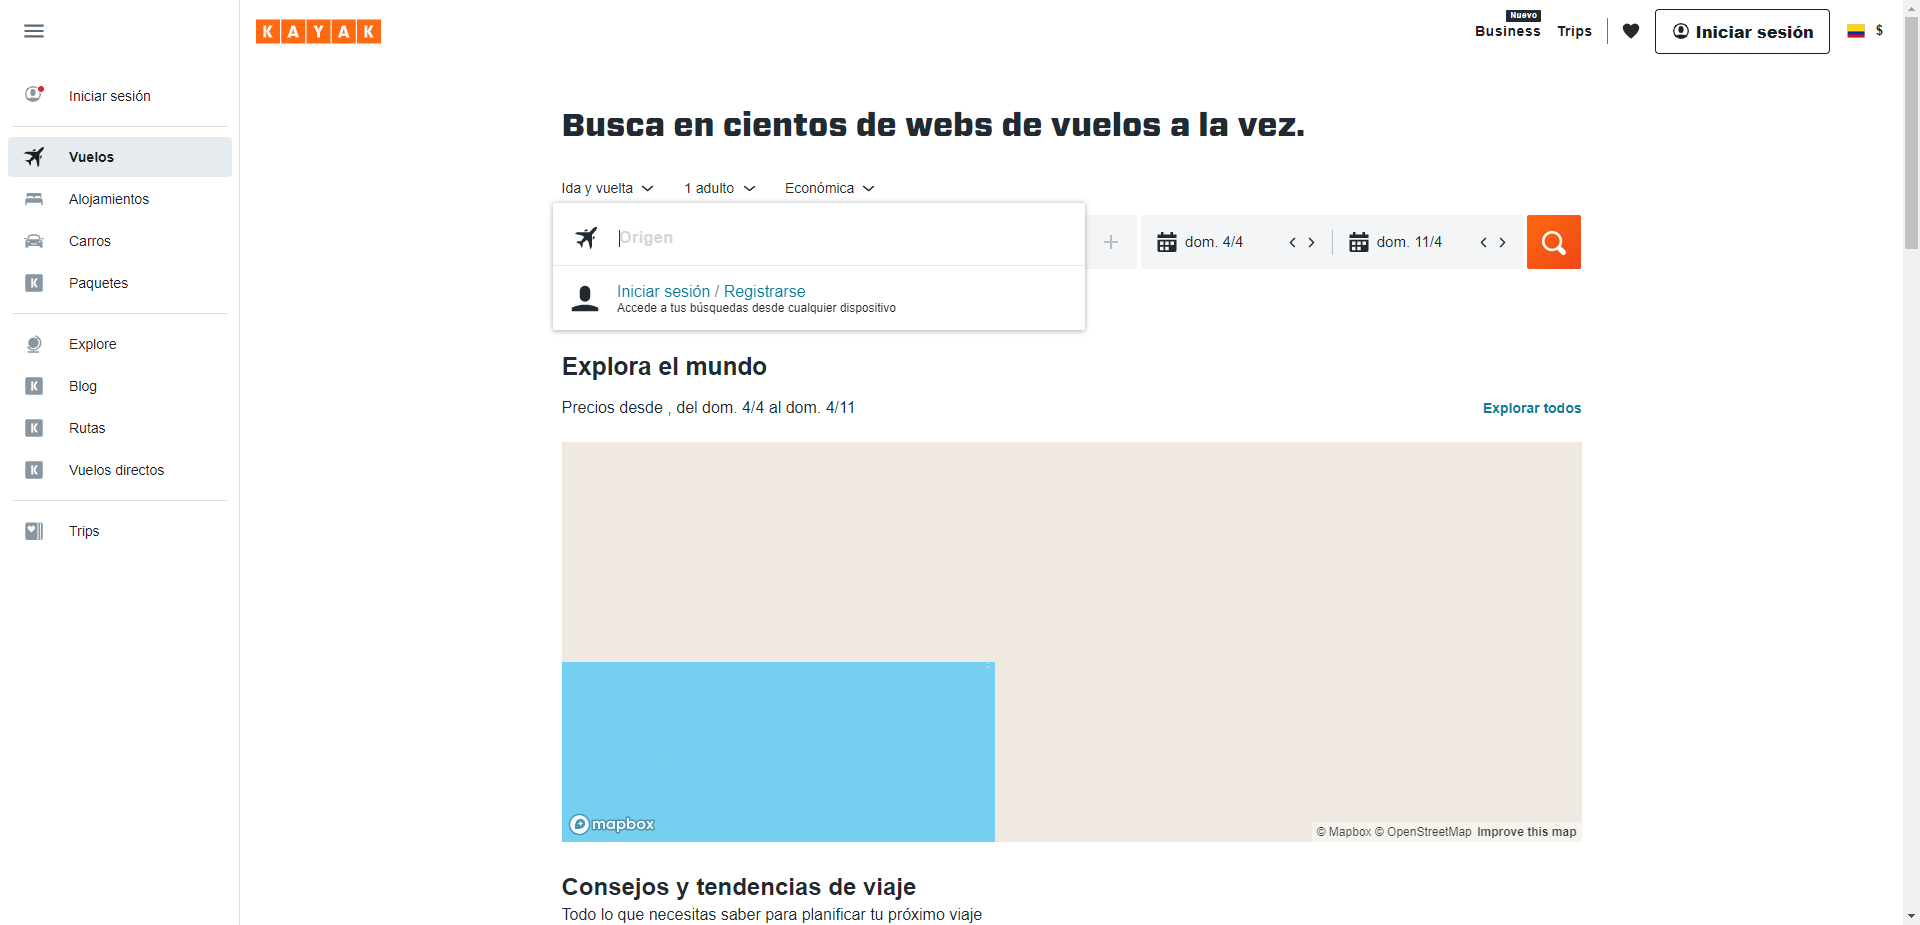 KAYAK
Nuevo
Business
Trips
Iniciar sesión
$
Iniciar sesión
Vuelos
Alojamientos
Carros
K Paquetes
Explore
K Blog
K Rutas
K Vuelos directos
Trips
Busca en cientos de webs de vuelos a la vez.
Ida y vuelta 1 adulto Económica
Origen
dom. 4/4
dom. 11/4
Iniciar sesión / Registrarse
Accede a tus búsquedas desde cualquier dispositivo
Explora el mundo
Precios desde , del dom. 4/4 al dom. 4/11
Explorar todos
mapbox
© Mapbox © OpenStreetMap Improve this map
Consejos y tendencias de viaje
Todo lo que necesitas saber para planificar tu próximo viaje